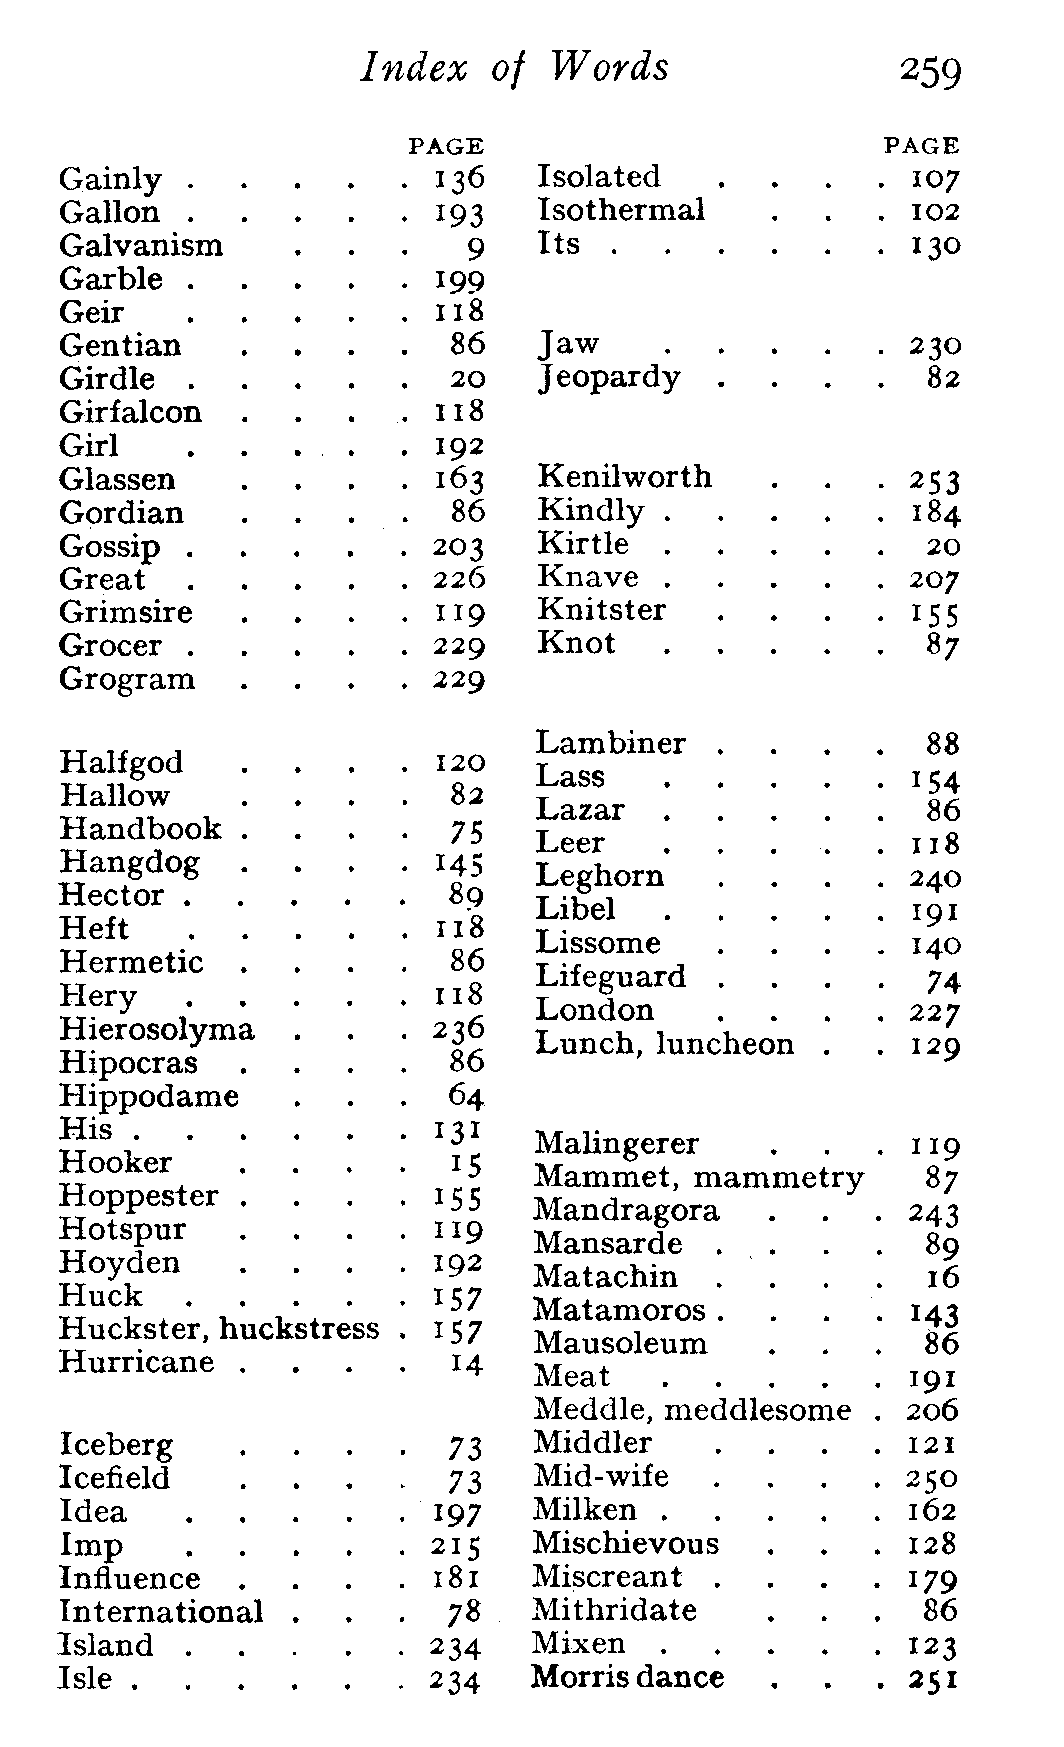 Index of Words 259
PAGE
Gainly . . . . . 136
Gallon . . . . . 193
Galvanism . . . 9
Garble . . . . . 199
Geir . . . . . 118
Gentian . . . . 86
Girdle . . . . . 20
Girfalcon . . . . 118
Girl . . . . . 192
Glassen . . . . 163
Gordian . . . . 86
Gossip . . . . . 203
Great . . . . . 226
Grimsire . . . . 119
Grocer . . . . . 229
Grogram . . . . 229
Halfgod . . . . 120
Hallow . . . . 82
Handbook . . . . 75
Hangdog . . . . 145
Hector . . . . . 89
Heft . . . . . 118
Hermetic . . . . 86
Hery . . . . . 118
Hierosolyma . . . 236
Hipocras . . . . 86
Hippodame . . . 64
His . . . . . . 131
Hooker . . . . 15
Hoppester . . . . 155
Hotspur . . . . 119
Hoyden . . . . 192
Huck . . . . . 157
Huckster, huckstress . 157
Hurricane . . . . 14
Iceberg . . . . 73
Icefield . . . . 73
Idea . . . . . 197
Imp . . . . . 215
Influence . . . . 181
International . . . 78
Island . . . . . 234
Isle . . . . . . 234
PAGE
Isolated . . . . 107
Isothermal . . . 102
Its . . . . . . 130
Jaw . . . . . 230
Jeopardy . . . . 82
Kenilworth . . . 253
Kindly . . . . . 184
Kirtle . . . . . 20
Knave . . . . . 207
Knitster . . . . 155
Knot . . . . . 87
Lambiner . . . . 88
Lass . . . . . 154
Lazar . . . . . 86
Leer . . . . . 118
Leghorn . . . . 240
Libel . . . . . 191
Lissome . . . . 140
Lifeguard . . . . 74
London . . . . 227
Lunch, luncheon . . 129
Malingerer . . . 119
Mammet, mammetry 87
Mandragora . . . 243
Mansarde . . . . 89
Matachin . . . . 16
Matamoros . . . . 143
Mausoleum . . . 86
Meat . . . . . 191
Meddle, meddlesome . 206
Middler . . . . 121
Mid-wife . . . . 250
Milken . . . . . 162
Mischievous . . . 128
Miscreant . . . . 179
Mithridate . . . 86
Mixen . . . . . 123
Morris dance . . . 251